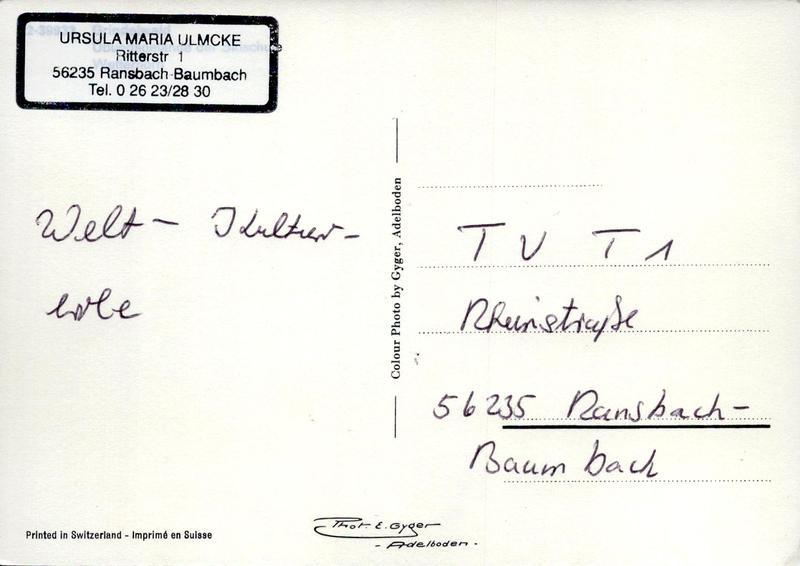 URSULA MARIA ULMCKE
Ritterstr 1
56235 Ransbach-Baumbach
Tel. 0 26 23/28 30
Welt - Kultur-
erbe
Colour Photo by Gyger, Adelboden
TV T1
Rheinstraße
56235 Ransbach-
Baumbach
Printed in Switzerland - Imprimé en Suisse
Phot. E. Gyger
- Adelboden -